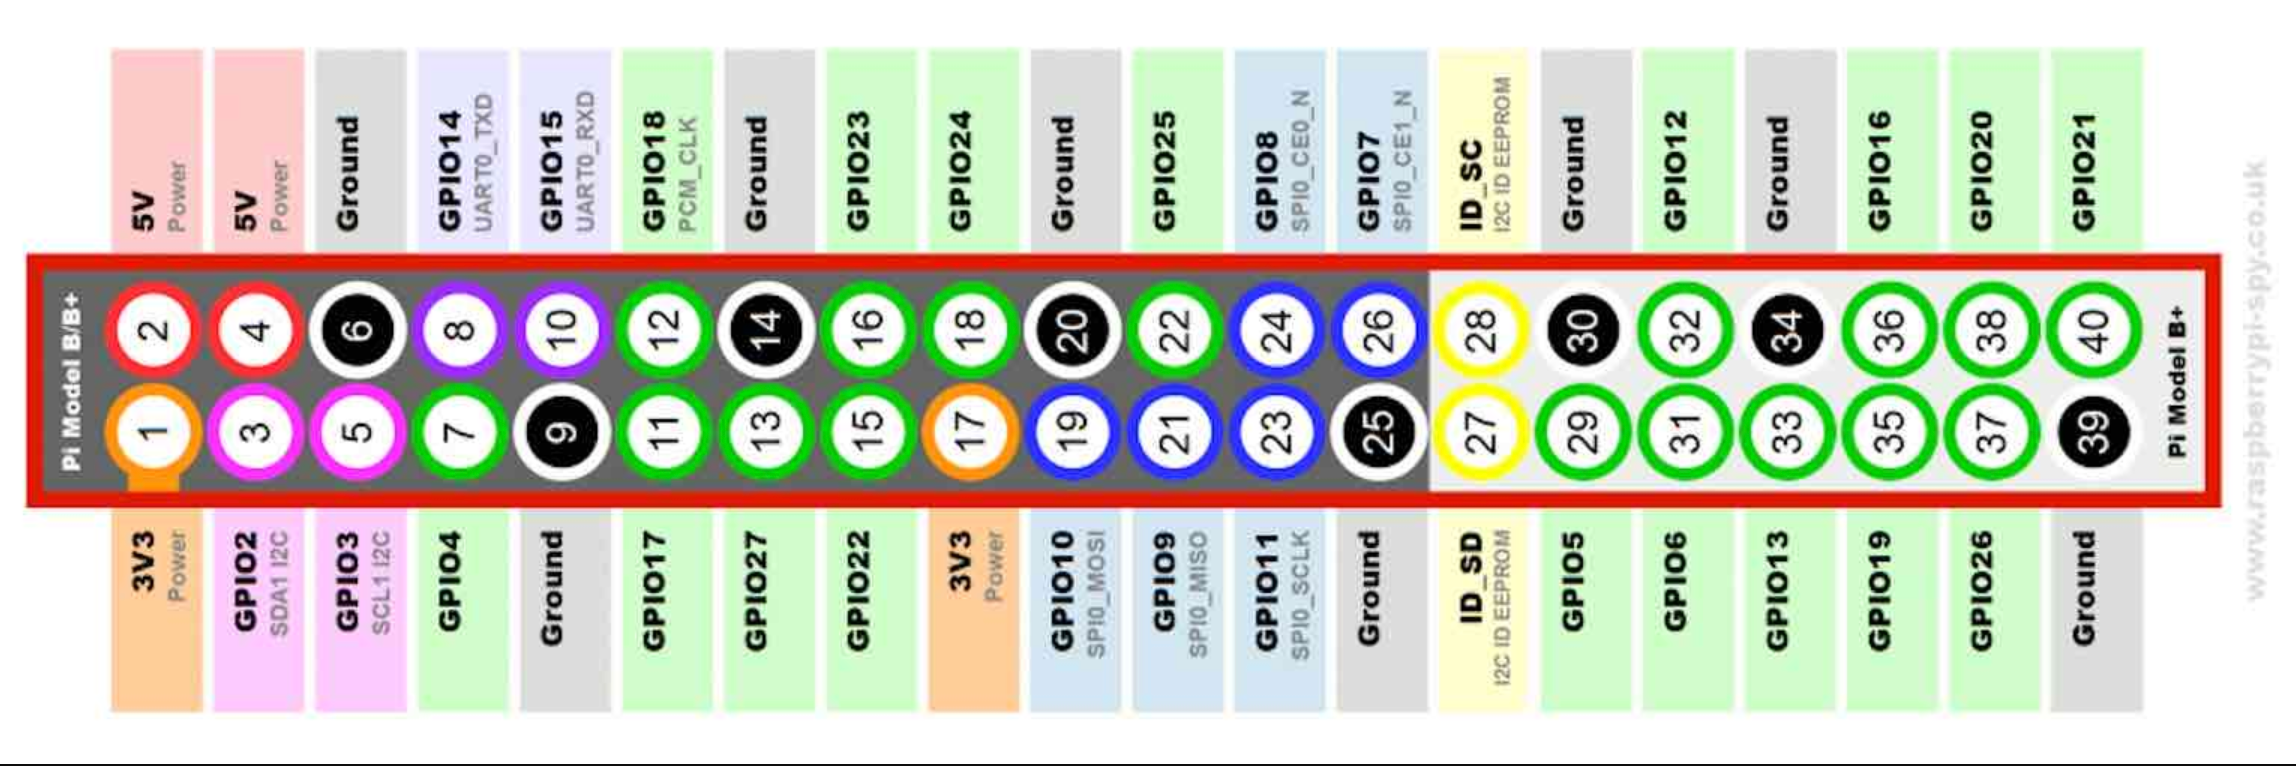 5V
Power
5V
Power
Ground
GPIO14
UART0_TXD
GPIO15
UART0_RXD
GPIO18
PCM_CLK
Ground
GPIO23
GPIO24
Ground
GPIO25
GPIO8
SPI0_CE0_N
GPIO7
SPI0_CE1_N
ID_SC
I2C ID EEPROM
Ground
GPIO12
Ground
GPIO16
GPIO20
GPIO21
Pi Model B/B+
2 4 6 8 10 12 14 16 18 20 22 24 26 28 30 32 34 36 38 40
1 3 5 7 9 11 13 15 17 19 21 23 25 27 29 31 33 35 37 39
Pi Model B+
3V3
Power
GPIO2
SDA1 I2C
GPIO3
SCL1 I2C
GPIO4
Ground
GPIO17
GPIO27
GPIO22
3V3
Power
GPIO10
SPI0_MOSI
GPIO9
SPI0_MISO
GPIO11
SPI0_SCLK
Ground
ID_SD
I2C ID EEPROM
GPIO5
GPIO6
GPIO13
GPIO19
GPIO26
Ground
www.raspberrypi-spy.co.uk